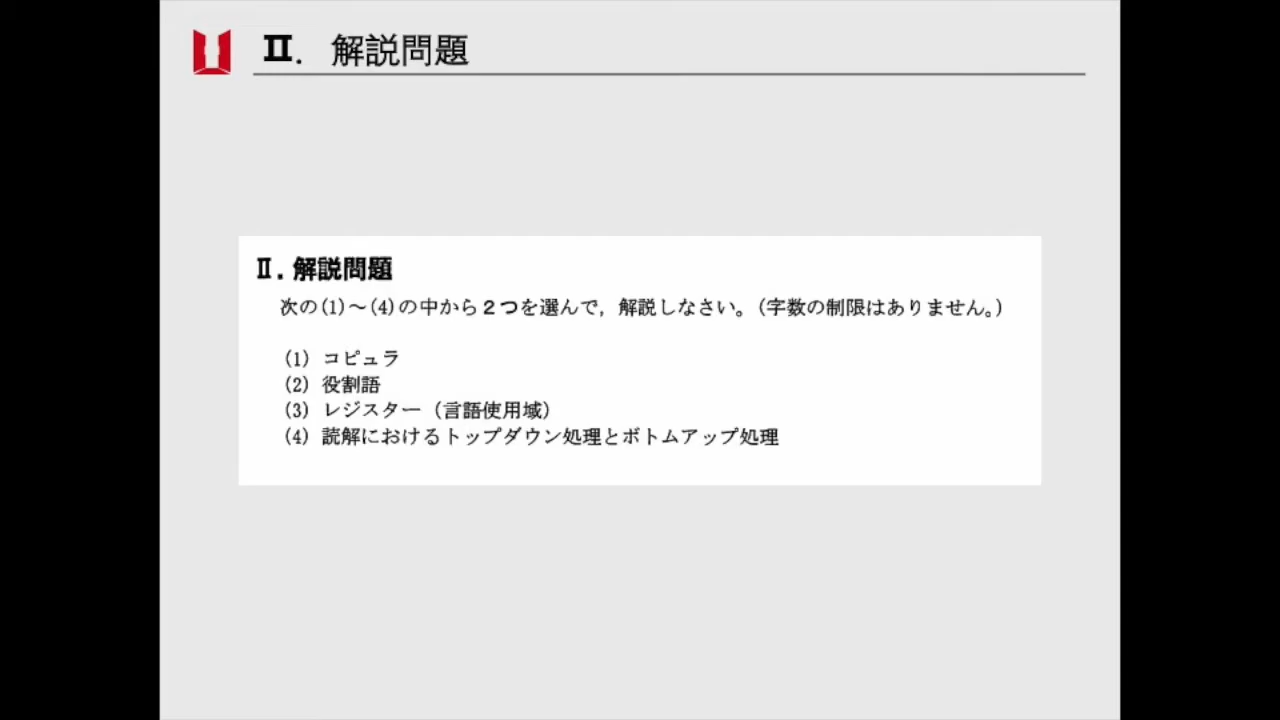 Ⅱ. 解説問題
Ⅱ. 解説問題
次の(1)～(4)の中から２つを選んで，解説しなさい。（字数の制限はありません。）
(1) コピュラ
(2) 役割語
(3) レジスター（言語使用域）
(4) 読解におけるトップダウン処理とボトムアップ処理